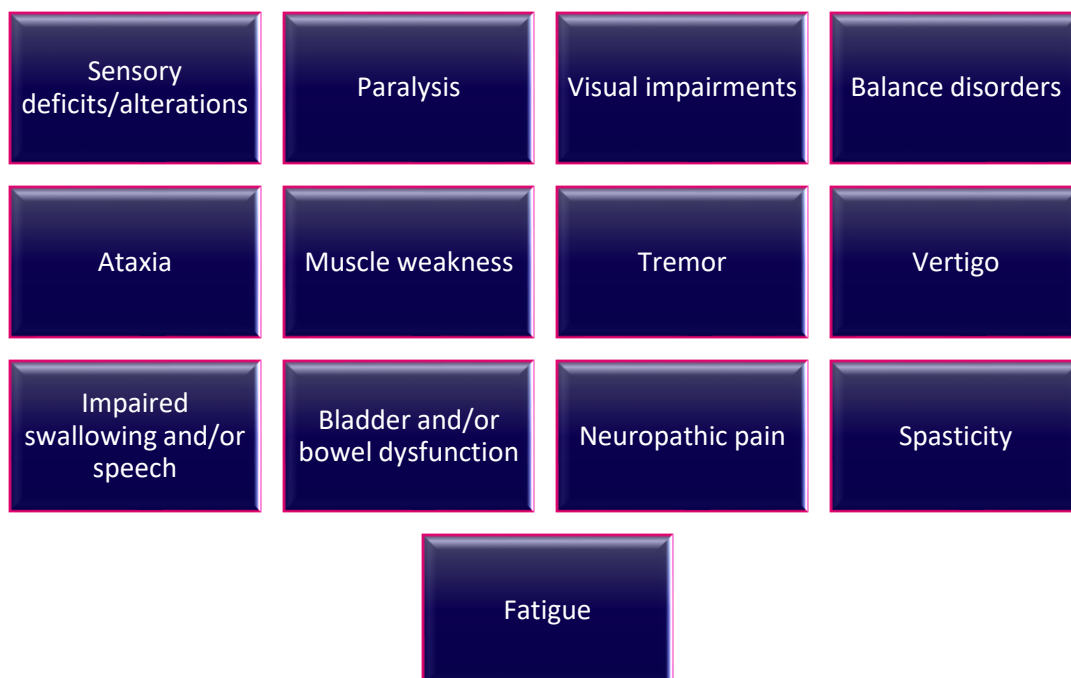 Sensory
deficits/alterations
Paralysis
Visual impairments
Balance disorders
Ataxia
Muscle weakness
Tremor
Vertigo
Impaired
swallowing and/or
speech
Bladder and/or
bowel dysfunction
Neuropathic pain
Spasticity
Fatigue